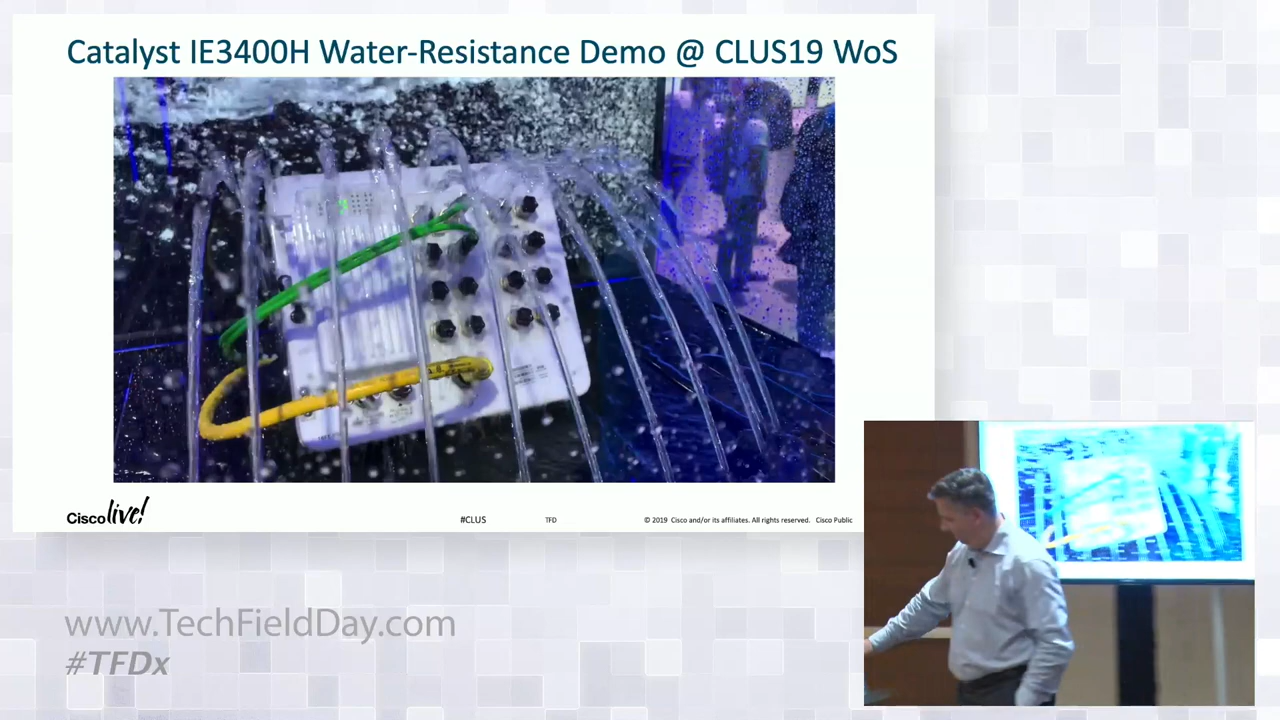 Catalyst IE3400H Water-Resistance Demo @ CLUS19 WoS
Cisco live!
#CLUS
TFD
© 2019 Cisco and/or its affiliates. All rights reserved. Cisco Public
www.TechFieldDay.com
#TFDx